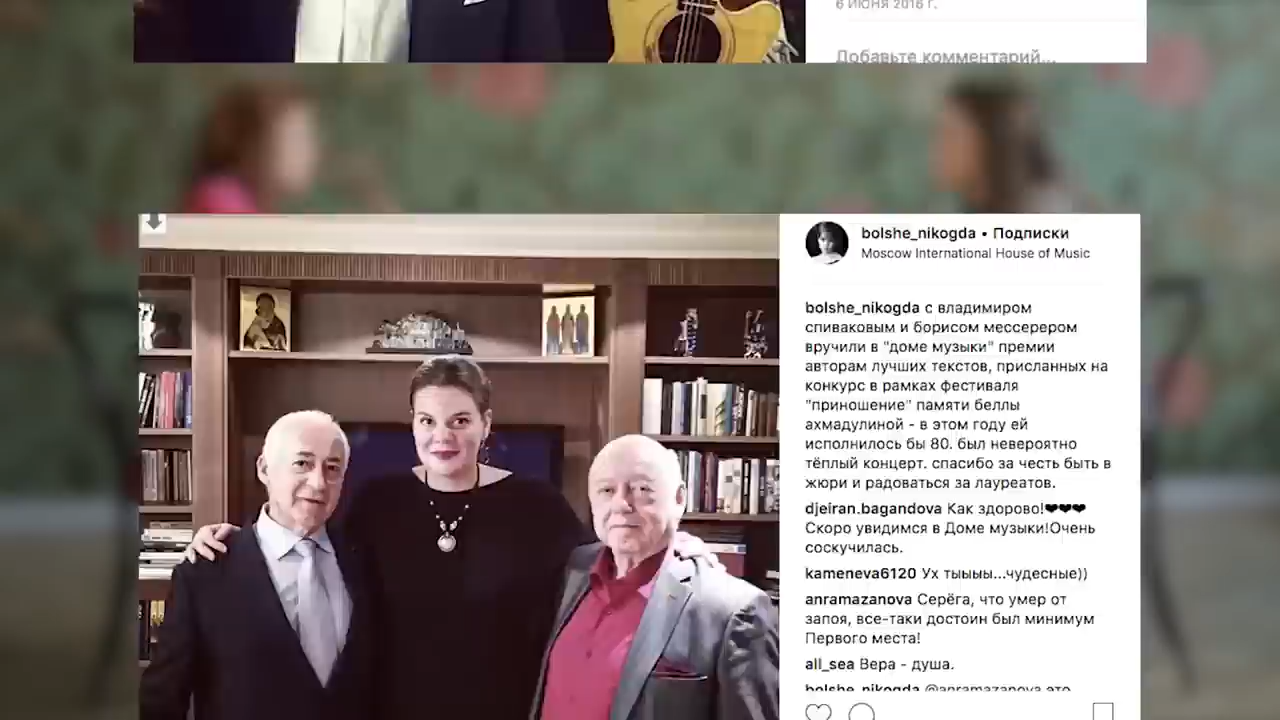 6 ИЮНЯ 2016 г.
Добавьте комментарий...
bolshe_nikogda • Подписки
Moscow International House of Music
bolshe_nikogda с владимиром
спиваковым и борисом мессерером
вручили в "доме музыки" премии
авторам лучших текстов, присланных на
конкурс в рамках фестиваля
"приношение" памяти беллы
ахмадулиной - в этом году ей
исполнилось бы 80. был невероятно
тёплый концерт. спасибо за честь быть в
жюри и радоваться за лауреатов.
djeiran.bagandova Как здорово!❤❤❤
Скоро увидимся в Доме музыки!Очень
соскучилась.
kameneva6120 Ух тыыыы...чудесные))
anramazanova Серёга, что умер от
запоя, все-таки достоин был минимум
Первого места!
all_sea Вера - душа.
bolshe_nikogda @anramazanova это